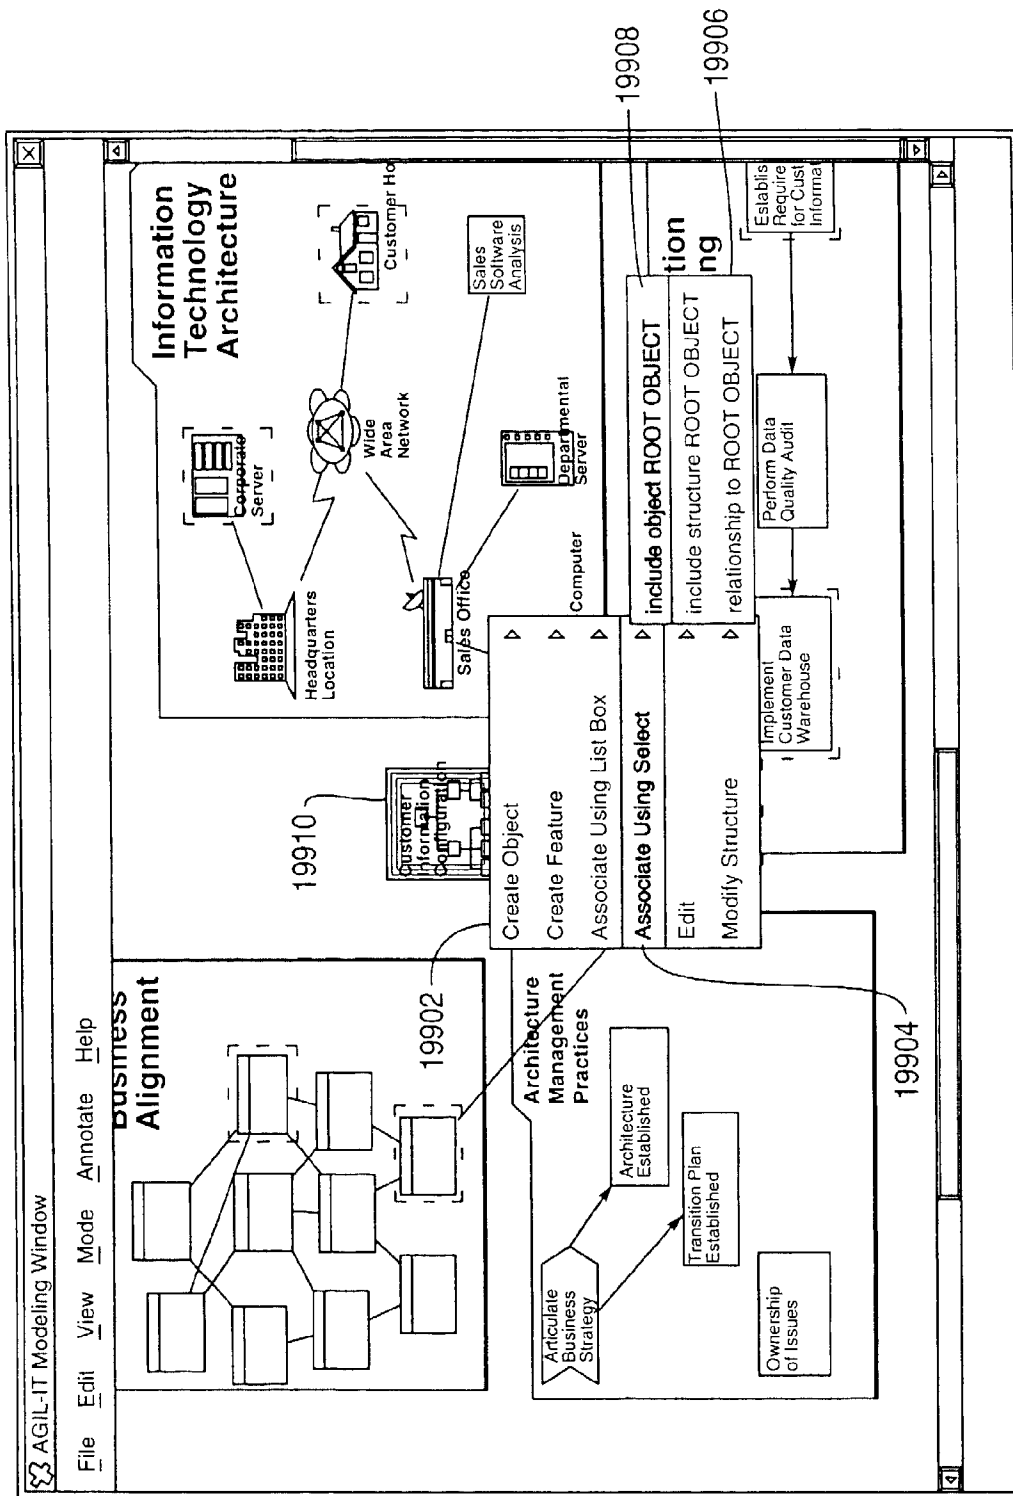 AGIL-IT Modeling Window
File Edit View Mode Annotate Help
Business
Alignment
19910
Customer
Information
Configuration
Information
Technology
Architecture
Corporate
Server
Headquarters
Location
Wide
Area
Network
Customer Ho
Sales Office
Departmental
Server
Sales
Software
Analysis
Computer
19902
Create Object
Create Feature
Associate Using List Box
Associate Using Select
Edit
Modify Structure
19904
include object ROOT OBJECT
include structure ROOT OBJECT
relationship to ROOT OBJECT
19908
19906
Architecture
Management
Practices
Articulate
Business
Strategy
Architecture
Established
Transition Plan
Established
Ownership
of Issues
tion
ng
Implement
Customer Data
Warehouse
Perform Data
Quality Audit
Establis
Require
for Cust
Informat